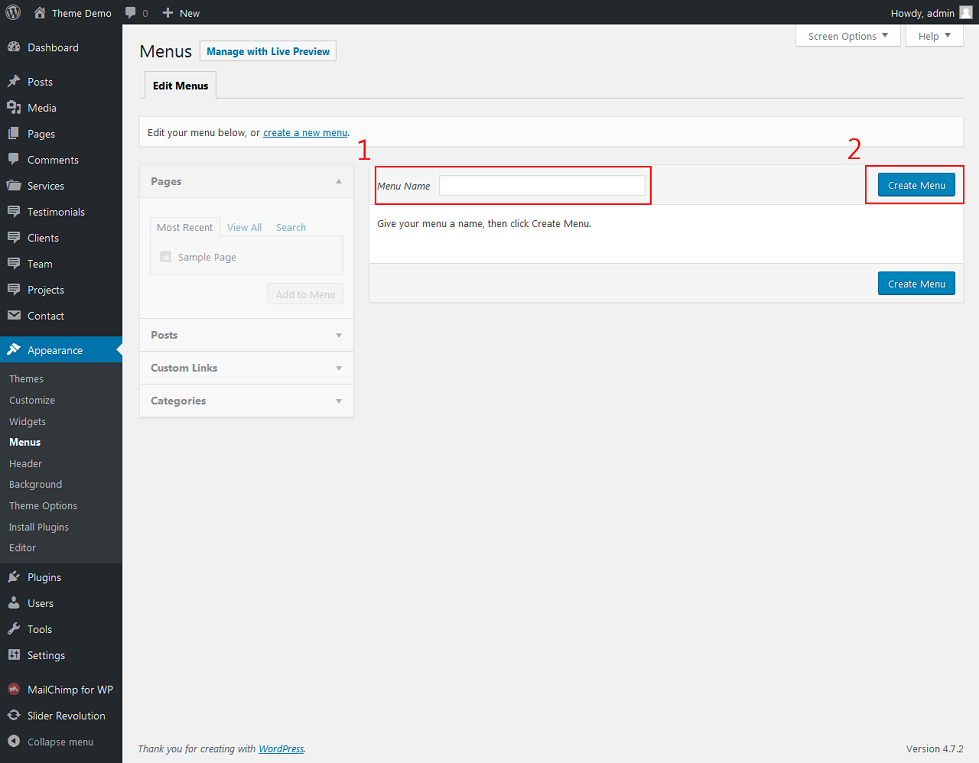 Theme Demo 0 New Howdy, admin
Dashboard
Posts
Media
Pages
Comments
Services
Testimonials
Clients
Team
Projects
Contact
Appearance
Themes
Customize
Widgets
Menus
Header
Background
Theme Options
Install Plugins
Editor
Plugins
Users
Tools
Settings
MailChimp for WP
Slider Revolution
Collapse menu
Screen Options Help
Menus Manage with Live Preview
Edit Menus
Edit your menu below, or create a new menu.
Pages
Most Recent View All Search
Sample Page
Add to Menu
Posts
Custom Links
Categories
1 2
Menu Name Create Menu
Give your menu a name, then click Create Menu.
Create Menu
Thank you for creating with WordPress. Version 4.7.2